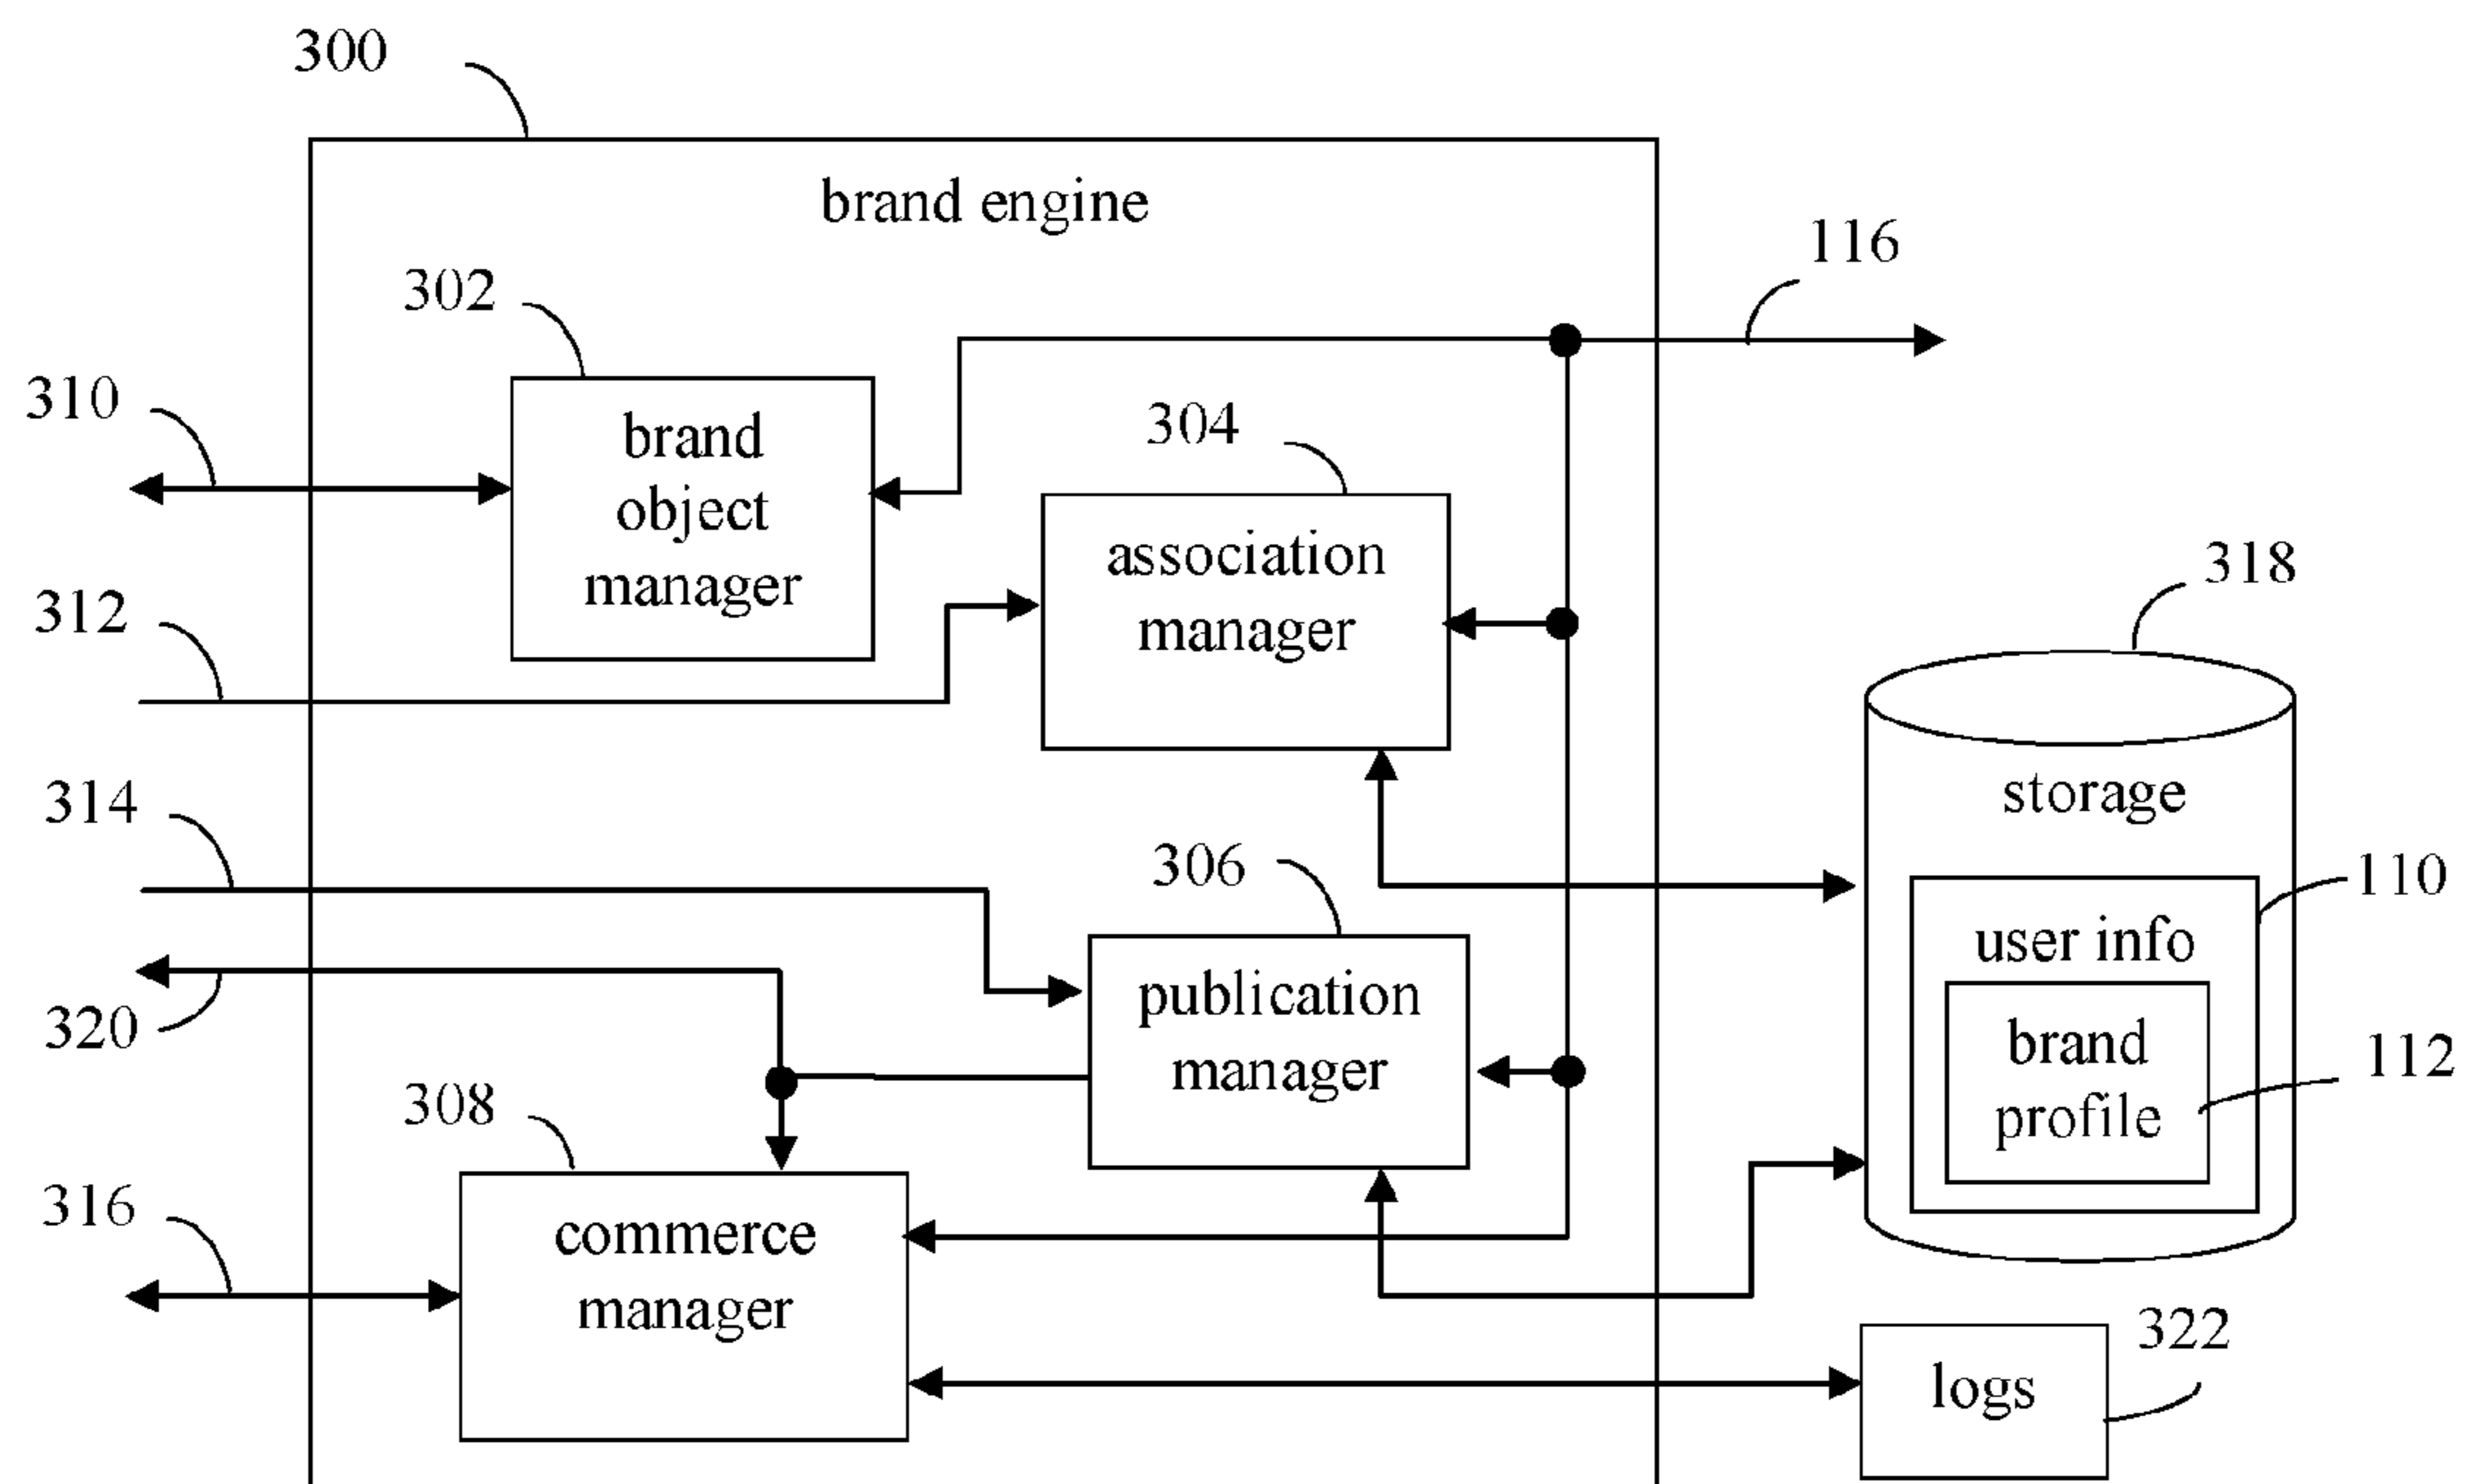 300
brand engine
116
302
310
brand
object
manager
304
association
manager
312
318
storage
314
306
110
user info
publication
manager
320
brand
profile
112
308
316
commerce
manager
322
logs